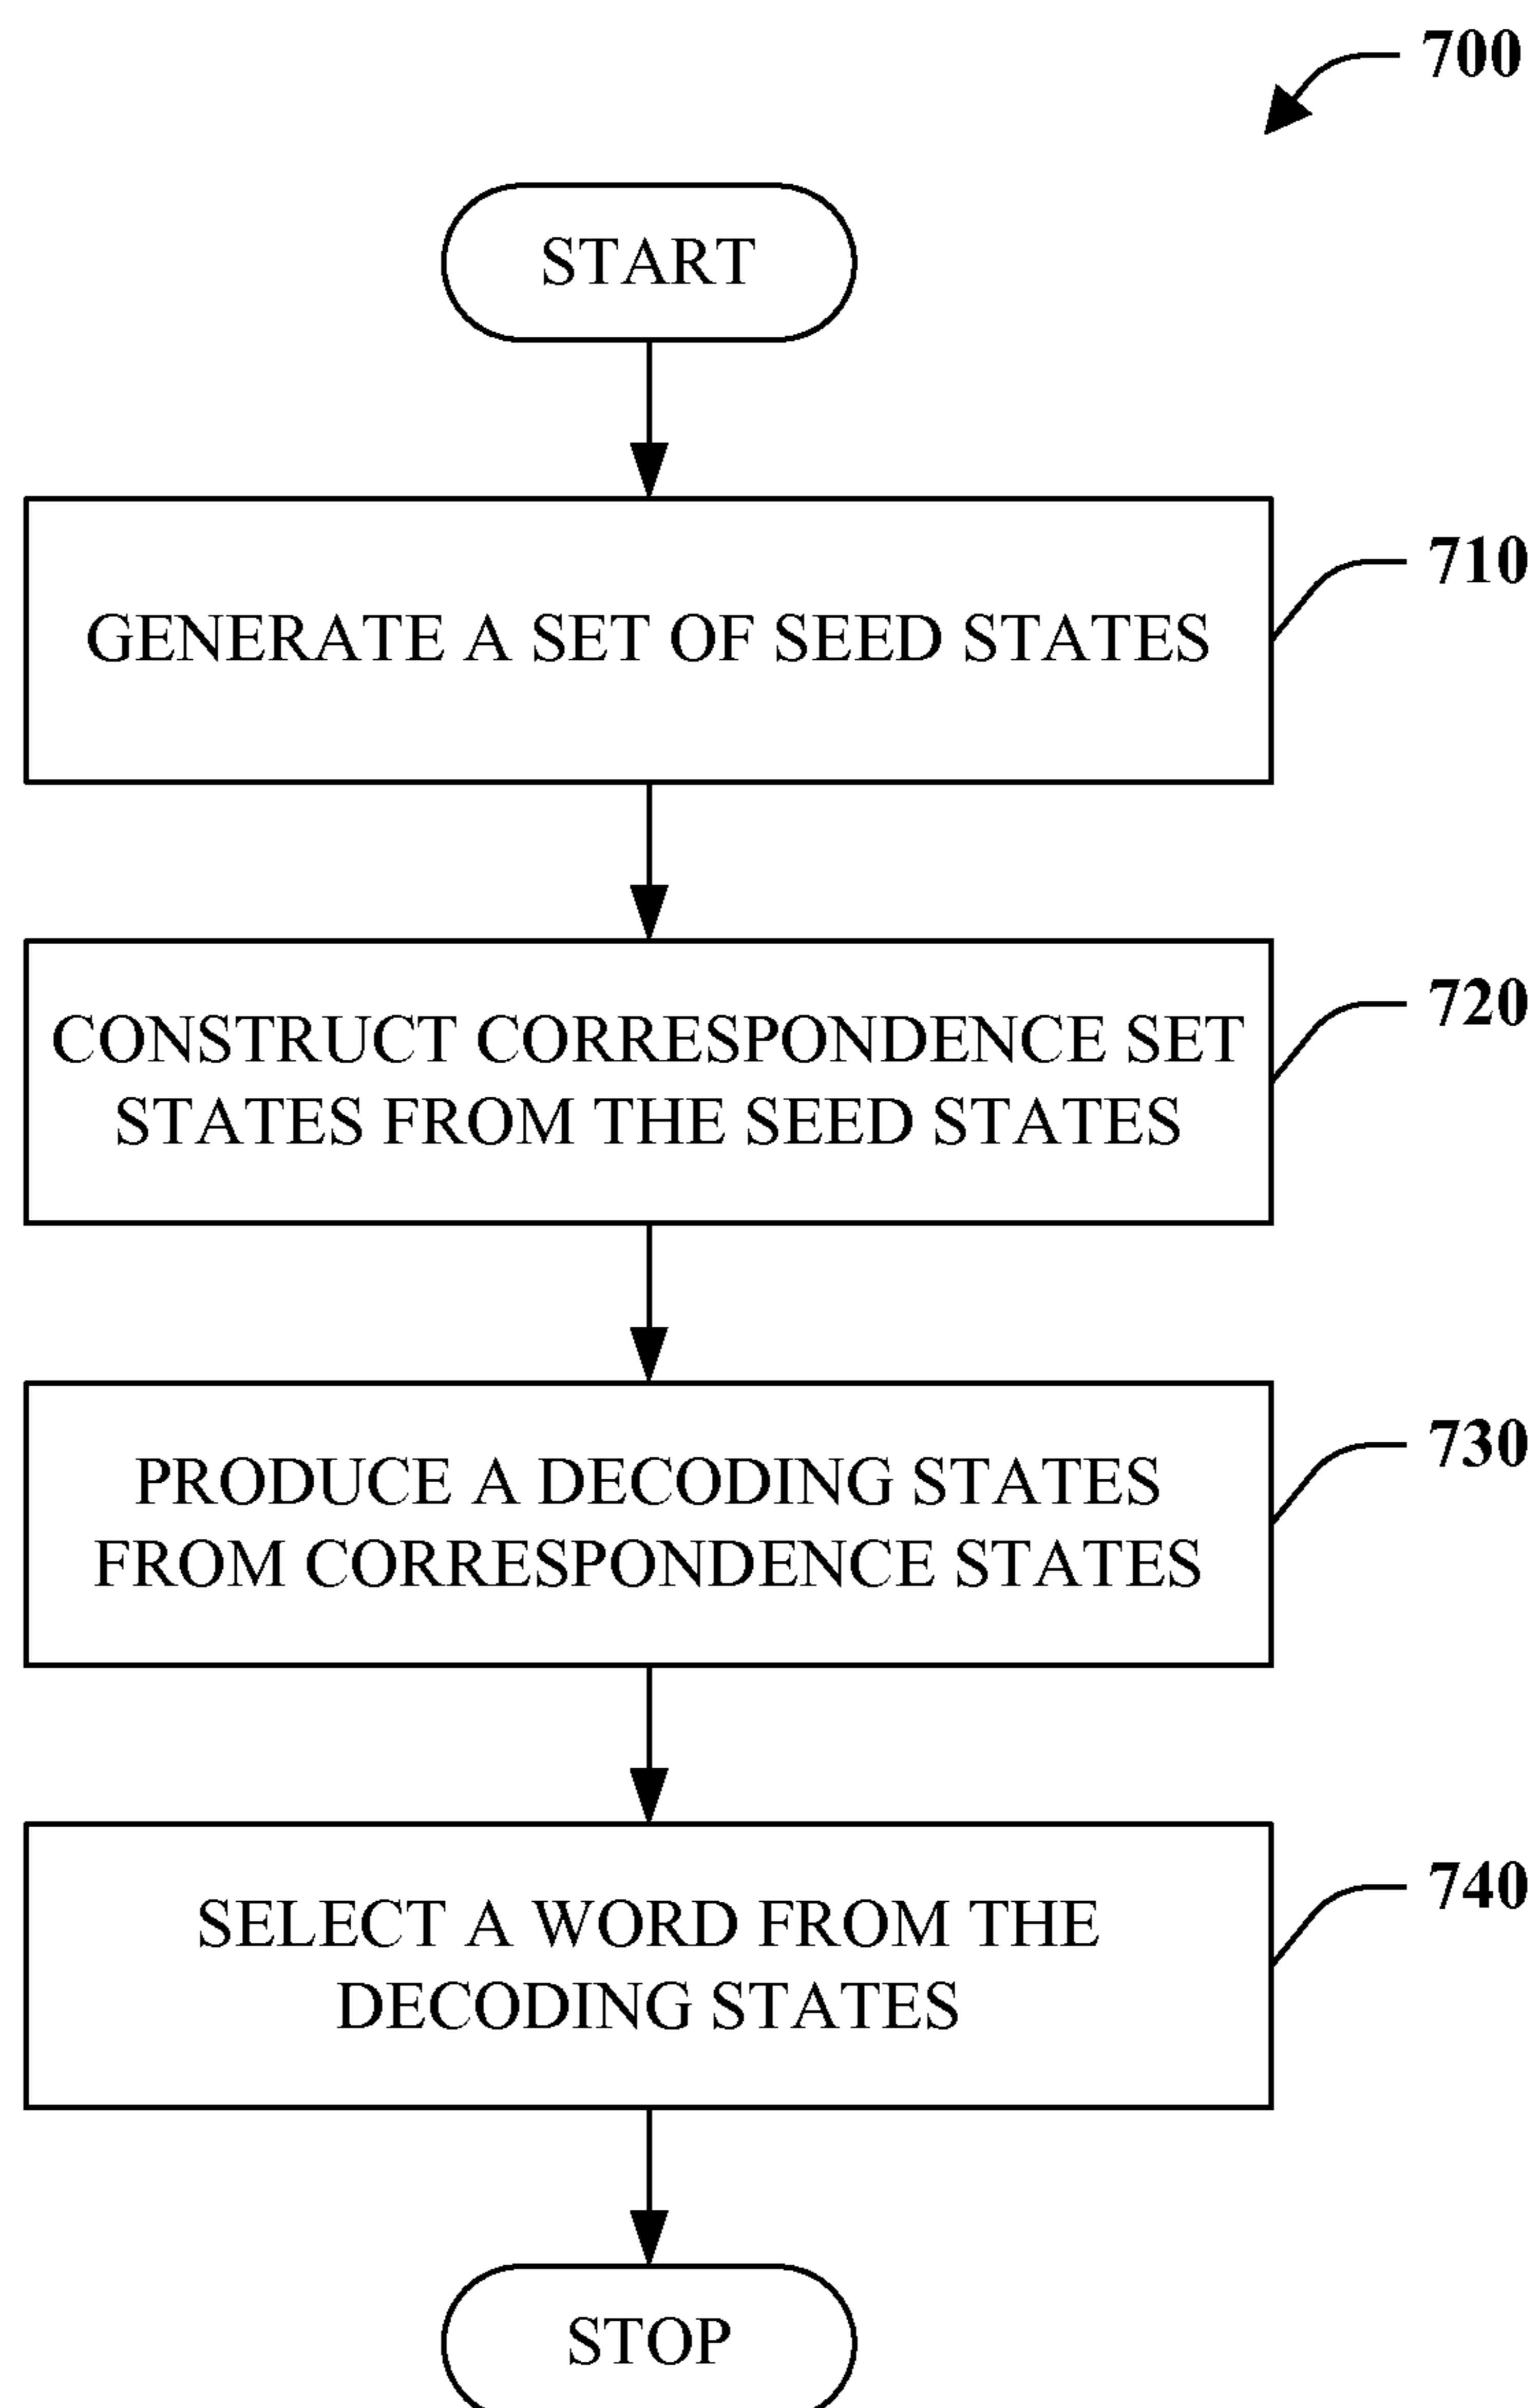 700
START
GENERATE A SET OF SEED STATES
710
CONSTRUCT CORRESPONDENCE SET
STATES FROM THE SEED STATES
720
PRODUCE A DECODING STATES
FROM CORRESPONDENCE STATES
730
SELECT A WORD FROM THE
DECODING STATES
740
STOP